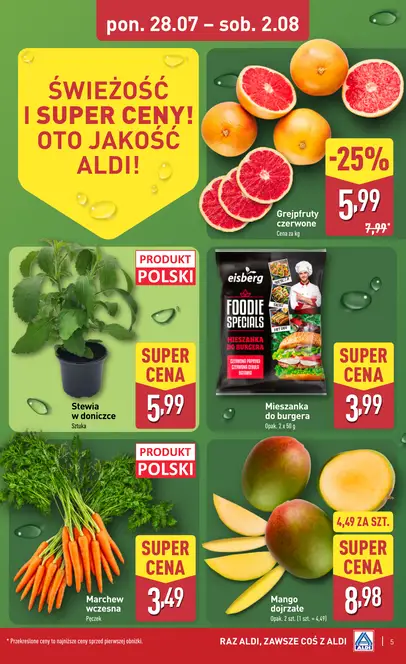 pon. 28.07 – sob. 2.08
ŚWIEŻOŚĆ
I SUPER CENY!
OTO JAKOŚĆ
ALDI!
-25%
5,99
7,99*
Grejpfruty
czerwone
Cena za kg
PRODUKT
POLSKI
SUPER
CENA
5,99
Stewia
w doniczce
Sztuka
eisberg
FOODIE
SPECIALS
MIESZANKA
DO BURGERA
SUPER
CENA
3,99
Mieszanka
do burgera
Opak. 2 x 50 g
PRODUKT
POLSKI
SUPER
CENA
3,49
Marchew
wczesna
Pęczek
4,49 ZA SZT.
SUPER
CENA
8,98
Mango
dojrzałe
Opak. 2 szt. (1 szt. = 4,49)
* Przekreślone ceny to najniższe ceny sprzed pierwszej obniżki.
RAZ ALDI, ZAWSZE COŚ Z ALDI
ALDI
5